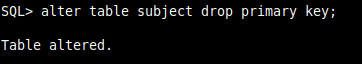 SQL> alter table subject drop primary key;
Table altered.